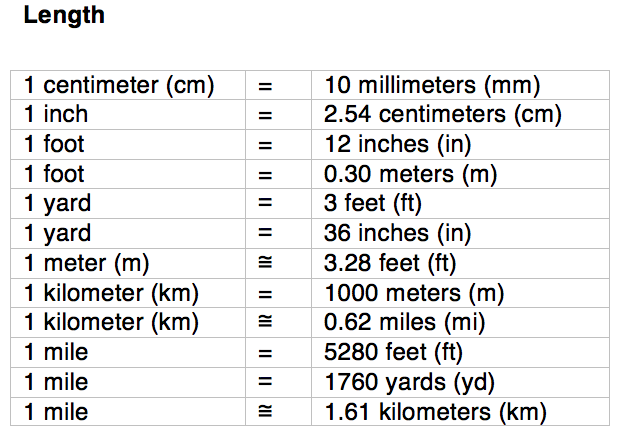 Length
1 centimeter (cm) = 10 millimeters (mm)
1 inch = 2.54 centimeters (cm)
1 foot = 12 inches (in)
1 foot = 0.30 meters (m)
1 yard = 3 feet (ft)
1 yard = 36 inches (in)
1 meter (m) ≅ 3.28 feet (ft)
1 kilometer (km) = 1000 meters (m)
1 kilometer (km) ≅ 0.62 miles (mi)
1 mile = 5280 feet (ft)
1 mile = 1760 yards (yd)
1 mile ≅ 1.61 kilometers (km)